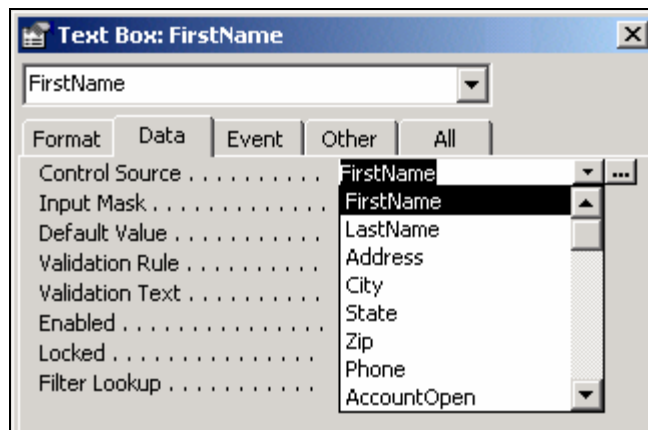 Text Box: FirstName
FirstName
Format Data Event Other All
Control Source . . . . . . . . . . FirstName ...
Input Mask . . . . . . . . . . . . . FirstName
Default Value . . . . . . . . . . . LastName
Validation Rule . . . . . . . . . . Address
Validation Text . . . . . . . . . . City
Enabled . . . . . . . . . . . . . . . State
Locked . . . . . . . . . . . . . . . . Zip
Filter Lookup . . . . . . . . . . . Phone
AccountOpen